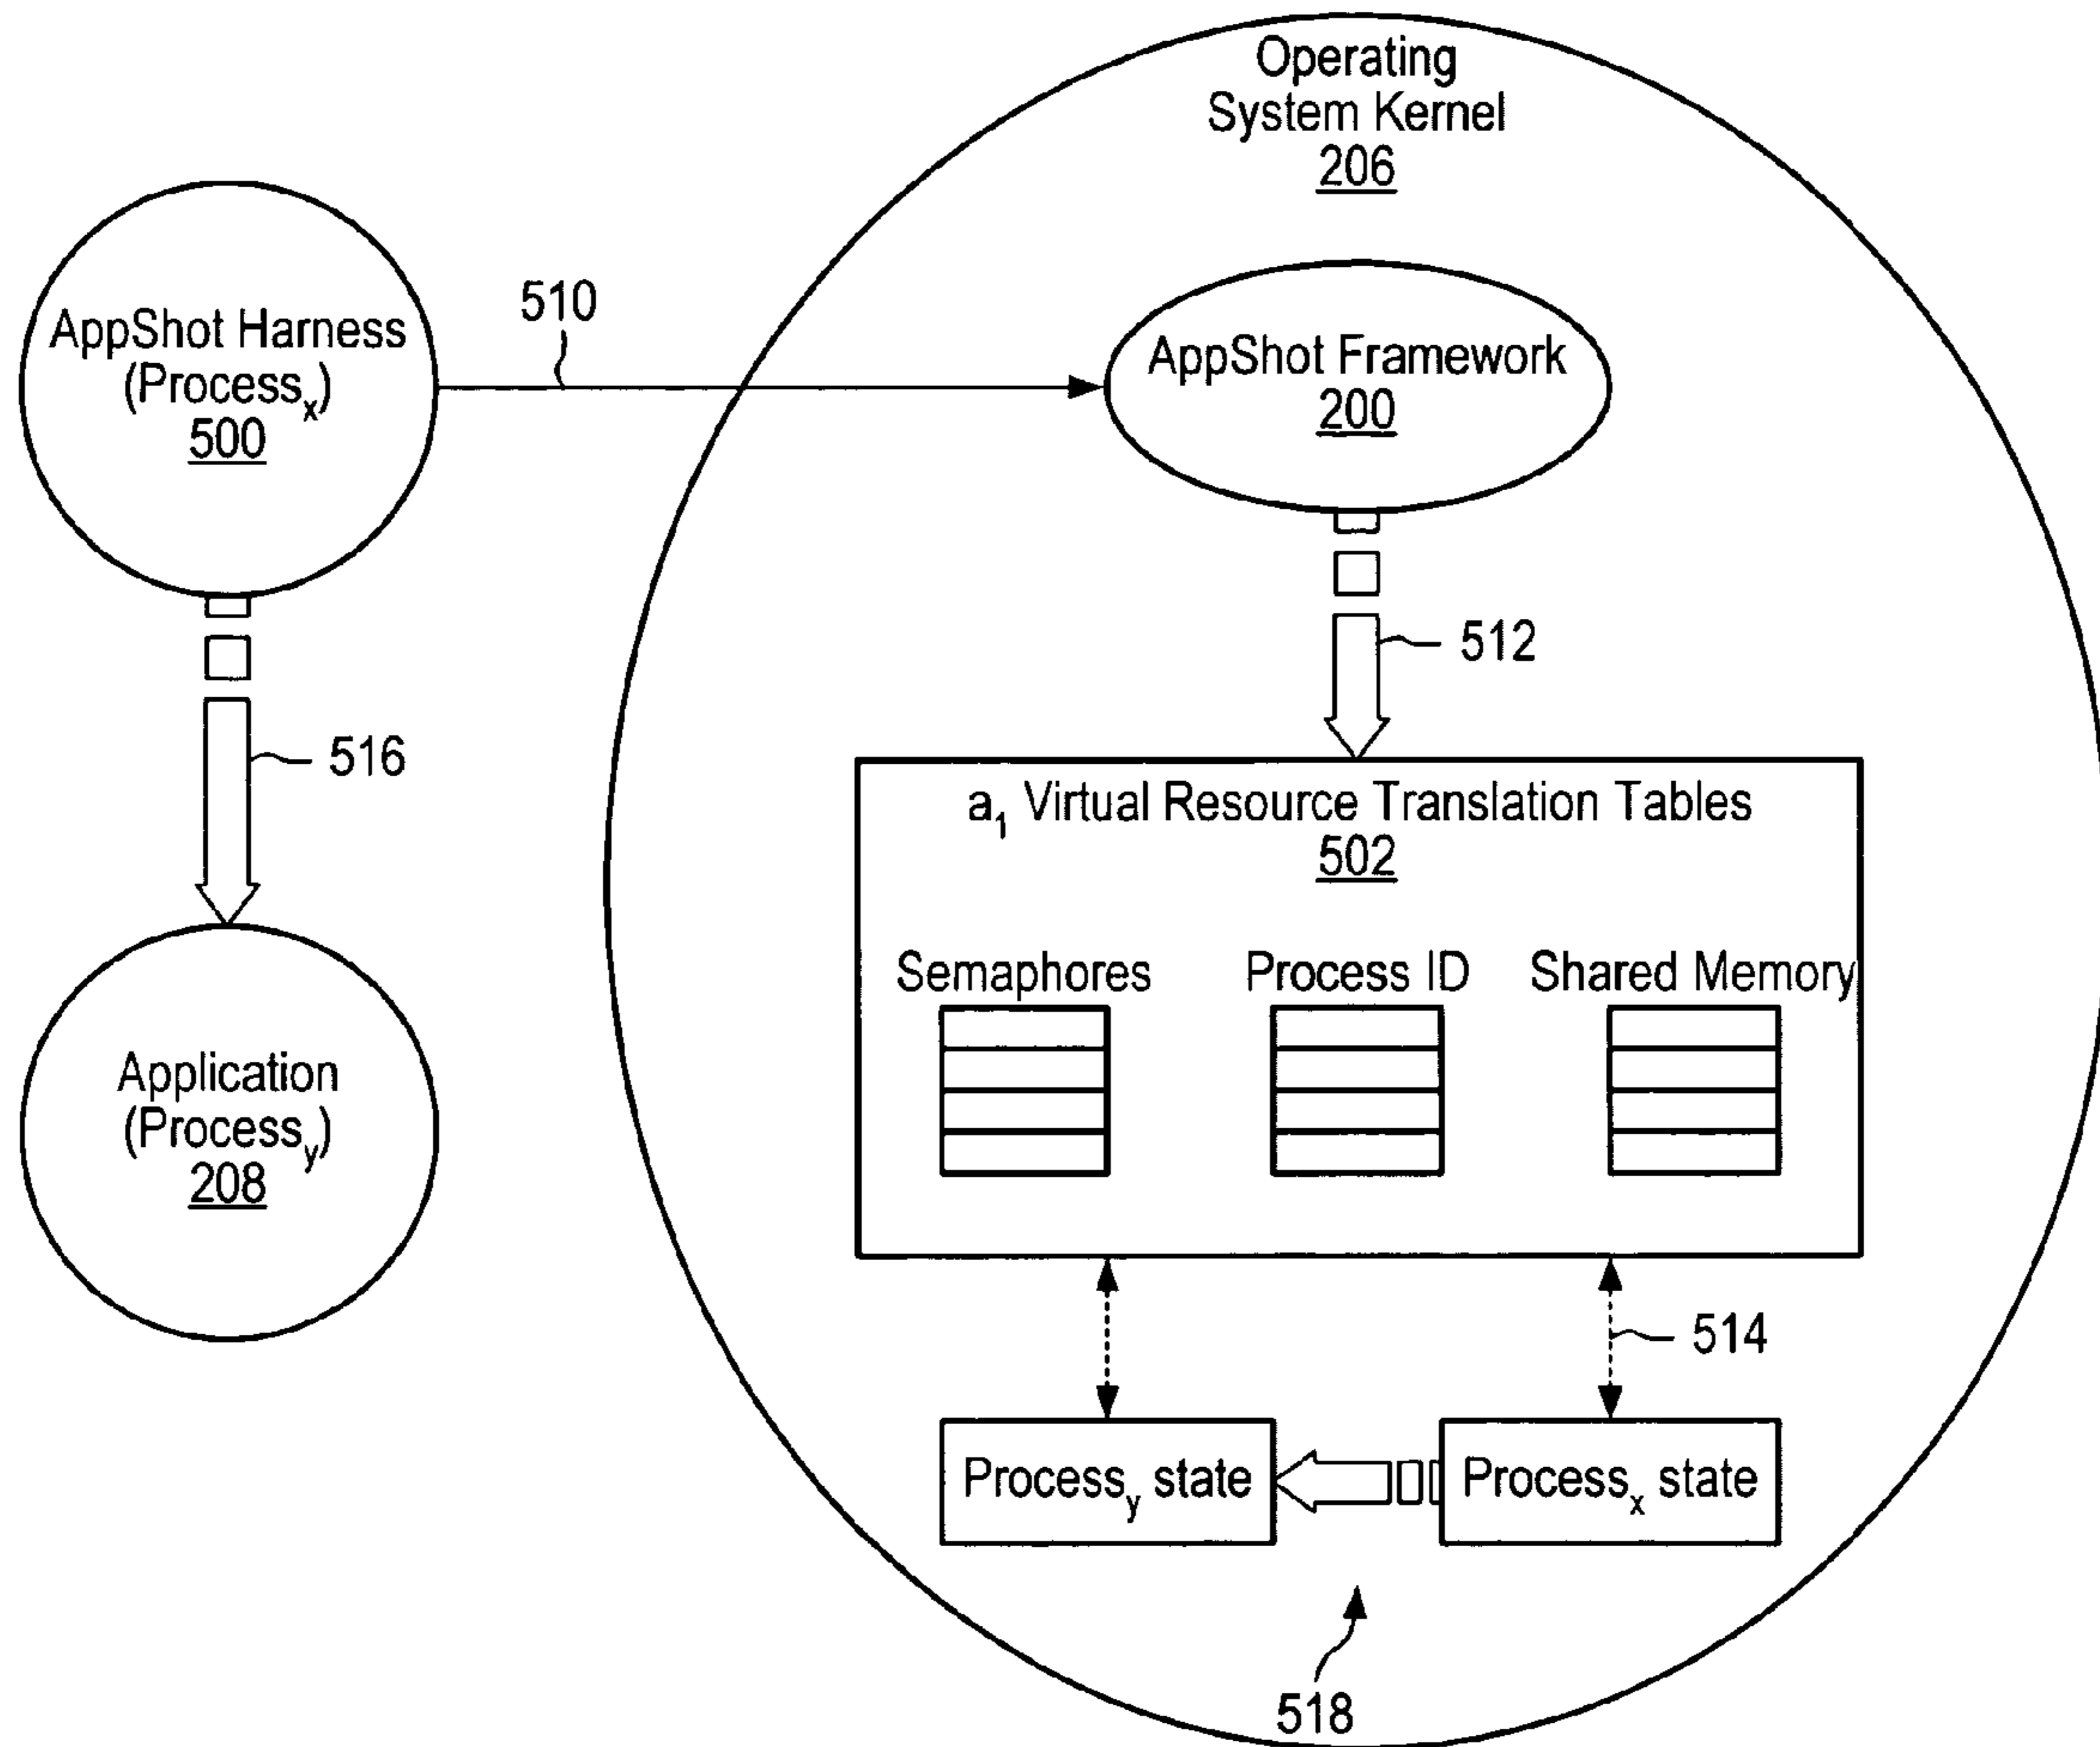 Operating
System Kernel
206
AppShot Harness
(Processₓ)
500
510
AppShot Framework
200
512
516
a₁ Virtual Resource Translation Tables
502
Semaphores
Process ID
Shared Memory
Application
(Processy)
208
514
Processy state
Processₓ state
518